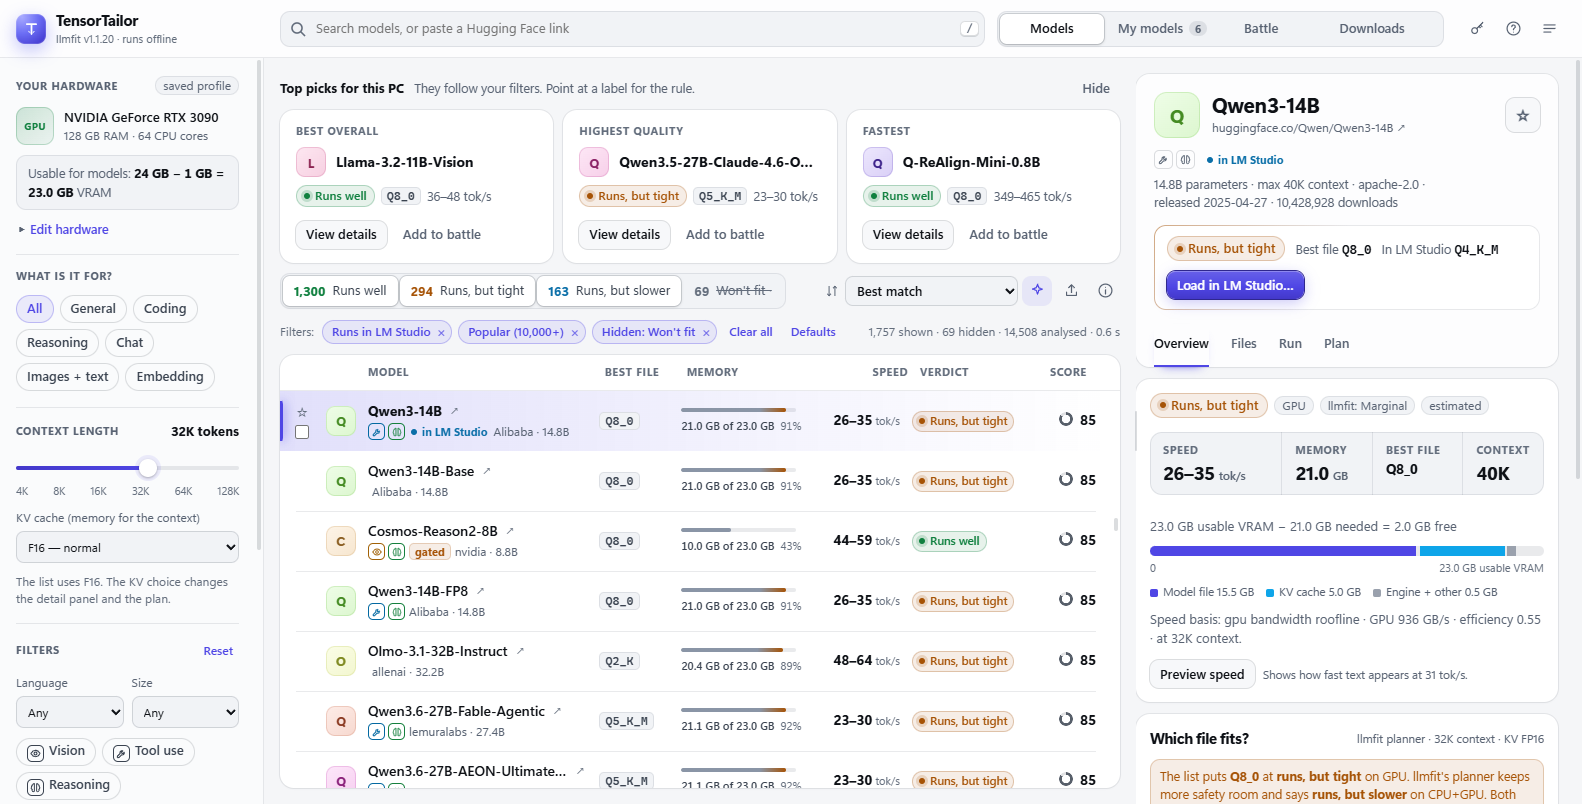 TensorTailor
llmfit v1.1.20 · runs offline
Search models, or paste a Hugging Face link
/
Models
My models 6
Battle
Downloads
YOUR HARDWARE
saved profile
GPU
NVIDIA GeForce RTX 3090
128 GB RAM · 64 CPU cores
Usable for models: 24 GB − 1 GB =
23.0 GB VRAM
▸ Edit hardware
WHAT IS IT FOR?
All
General
Coding
Reasoning
Chat
Images + text
Embedding
CONTEXT LENGTH
32K tokens
4K 8K 16K 32K 64K 128K
KV cache (memory for the context)
F16 — normal
The list uses F16. The KV choice changes
the detail panel and the plan.
FILTERS
Reset
Language
Size
Any
Any
Vision
Tool use
Reasoning
Top picks for this PC They follow your filters. Point at a label for the rule.
Hide
BEST OVERALL
L Llama-3.2-11B-Vision
Runs well Q8_0 36–48 tok/s
View details Add to battle
HIGHEST QUALITY
Q Qwen3.5-27B-Claude-4.6-O...
Runs, but tight Q5_K_M 23–30 tok/s
View details Add to battle
FASTEST
Q Q-ReAlign-Mini-0.8B
Runs well Q8_0 349–465 tok/s
View details Add to battle
1,300 Runs well
294 Runs, but tight
163 Runs, but slower
69 Won't fit
Best match
Filters: Runs in LM Studio × Popular (10,000+) × Hidden: Won't fit × Clear all Defaults
1,757 shown · 69 hidden · 14,508 analysed · 0.6 s
MODEL BEST FILE MEMORY SPEED VERDICT SCORE
Q Qwen3-14B ↗
in LM Studio Alibaba · 14.8B
Q8_0
21.0 GB of 23.0 GB 91%
26–35 tok/s
Runs, but tight
85
Q Qwen3-14B-Base ↗
Alibaba · 14.8B
Q8_0
21.0 GB of 23.0 GB 91%
26–35 tok/s
Runs, but tight
85
C Cosmos-Reason2-8B ↗
gated nvidia · 8.8B
Q8_0
10.0 GB of 23.0 GB 43%
44–59 tok/s
Runs well
85
Q Qwen3-14B-FP8 ↗
Alibaba · 14.8B
Q8_0
21.0 GB of 23.0 GB 91%
26–35 tok/s
Runs, but tight
85
O Olmo-3.1-32B-Instruct ↗
allenai · 32.2B
Q2_K
20.4 GB of 23.0 GB 89%
48–64 tok/s
Runs, but tight
85
Q Qwen3.6-27B-Fable-Agentic ↗
lemuralabs · 27.4B
Q5_K_M
21.1 GB of 23.0 GB 92%
23–30 tok/s
Runs, but tight
85
Q Qwen3.6-27B-AEON-Ultimate... ↗
Q5_K_M
21.1 GB of 23.0 GB 92%
23–30 tok/s
Runs, but tight
85
Q
Qwen3-14B
huggingface.co/Qwen/Qwen3-14B ↗
in LM Studio
14.8B parameters · max 40K context · apache-2.0 ·
released 2025-04-27 · 10,428,928 downloads
Runs, but tight Best file Q8_0 In LM Studio Q4_K_M
Load in LM Studio...
Overview Files Run Plan
Runs, but tight GPU llmfit: Marginal estimated
SPEED
26–35 tok/s
MEMORY
21.0 GB
BEST FILE
Q8_0
CONTEXT
40K
23.0 GB usable VRAM − 21.0 GB needed = 2.0 GB free
0 23.0 GB usable VRAM
Model file 15.5 GB KV cache 5.0 GB Engine + other 0.5 GB
Speed basis: gpu bandwidth roofline · GPU 936 GB/s · efficiency 0.55
· at 32K context.
Preview speed Shows how fast text appears at 31 tok/s.
Which file fits?
llmfit planner · 32K context · KV FP16
The list puts Q8_0 at runs, but tight on GPU. llmfit's planner keeps
more safety room and says runs, but slower on CPU+GPU. Both